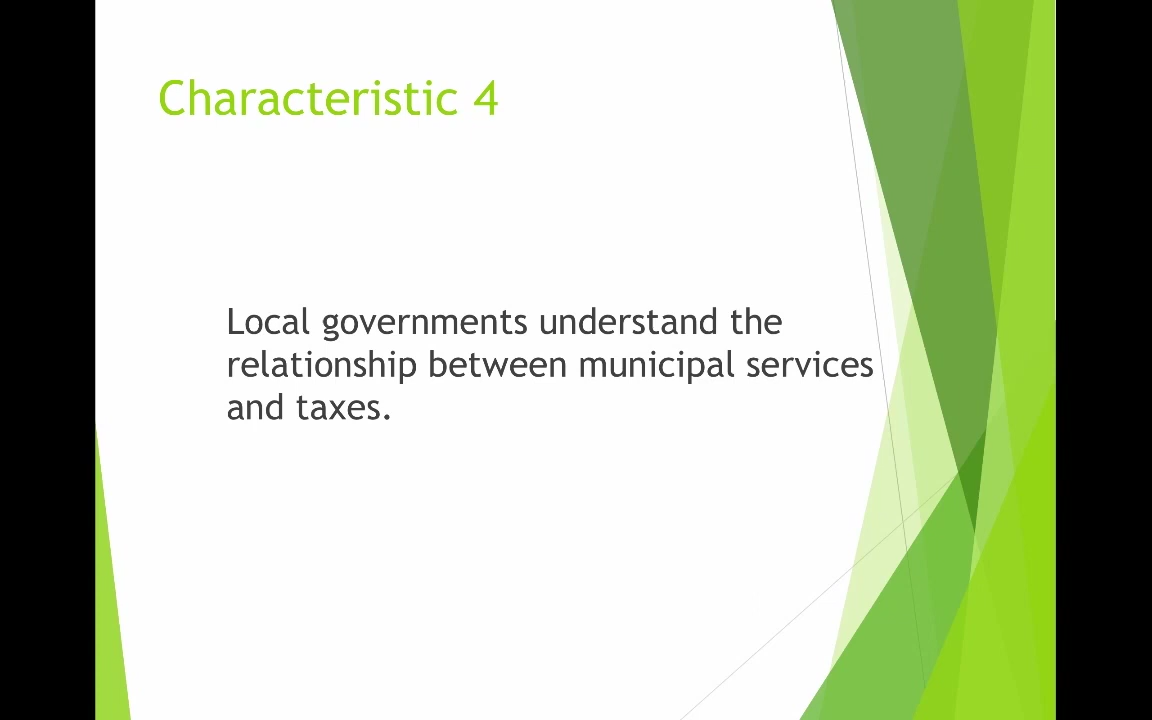 Characteristic 4
Local governments understand the
relationship between municipal services
and taxes.